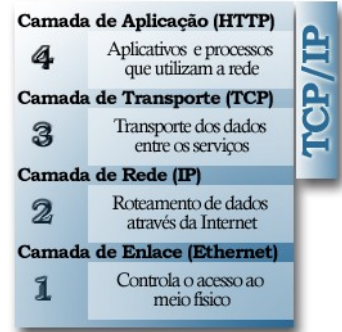 Camada de Aplicação (HTTP)
4
Aplicativos e processos
que utilizam a rede
Camada de Transporte (TCP)
3
Transporte dos dados
entre os serviços
Camada de Rede (IP)
2
Roteamento de dados
através da Internet
Camada de Enlace (Ethernet)
1
Controla o acesso ao
meio físico
TCP/IP